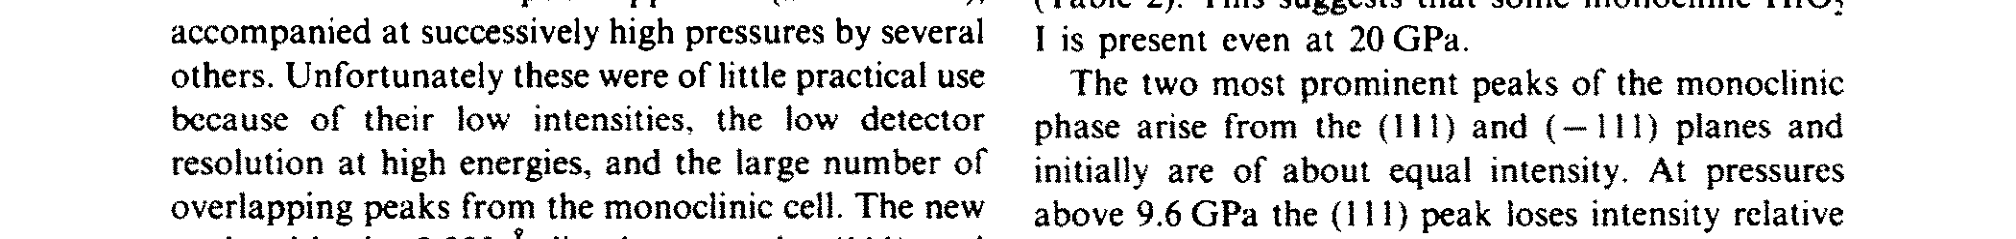 accompanied at successively high pressures by several
others. Unfortunately these were of little practical use
because of their low intensities, the low detector
resolution at high energies, and the large number of
overlapping peaks from the monoclinic cell. The new
I is present even at 20 GPa.
The two most prominent peaks of the monoclinic
phase arise from the (111) and (−111) planes and
initially are of about equal intensity. At pressures
above 9.6 GPa the (111) peak loses intensity relative